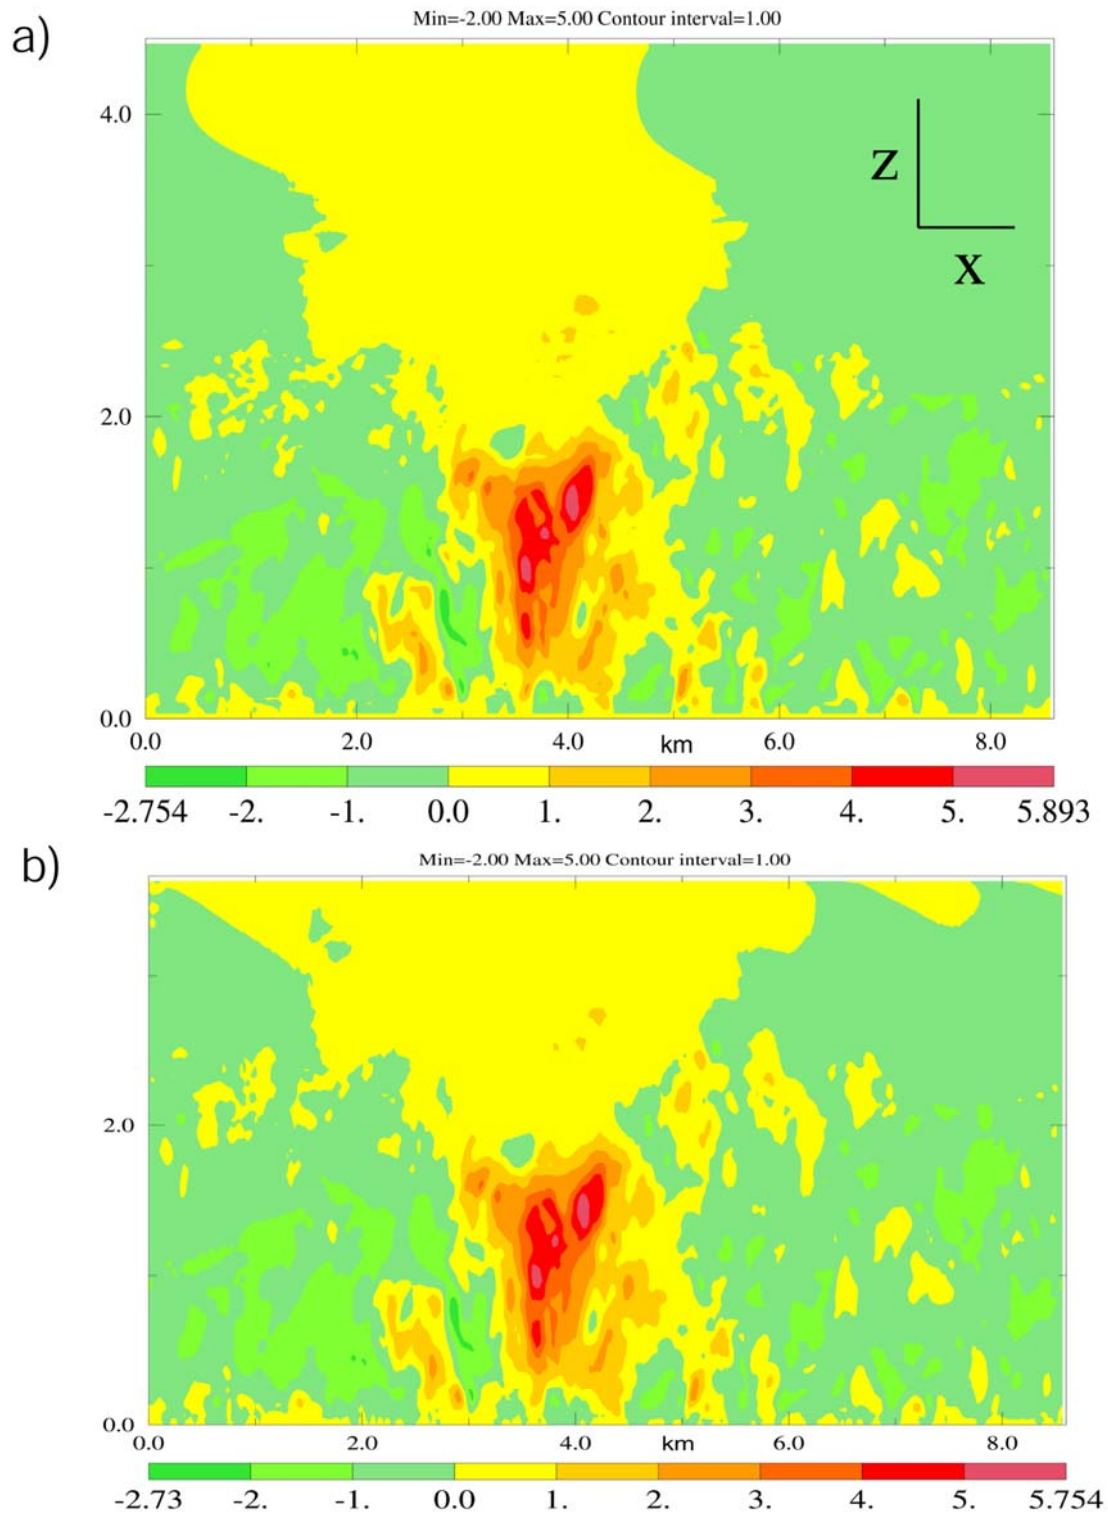 a)
Min=-2.00 Max=5.00 Contour interval=1.00
4.0
Z
X
2.0
0.0
0.0 2.0 4.0 km 6.0 8.0
-2.754 -2. -1. 0.0 1. 2. 3. 4. 5. 5.893
b)
Min=-2.00 Max=5.00 Contour interval=1.00
2.0
0.0
0.0 2.0 4.0 km 6.0 8.0
-2.73 -2. -1. 0.0 1. 2. 3. 4. 5. 5.754